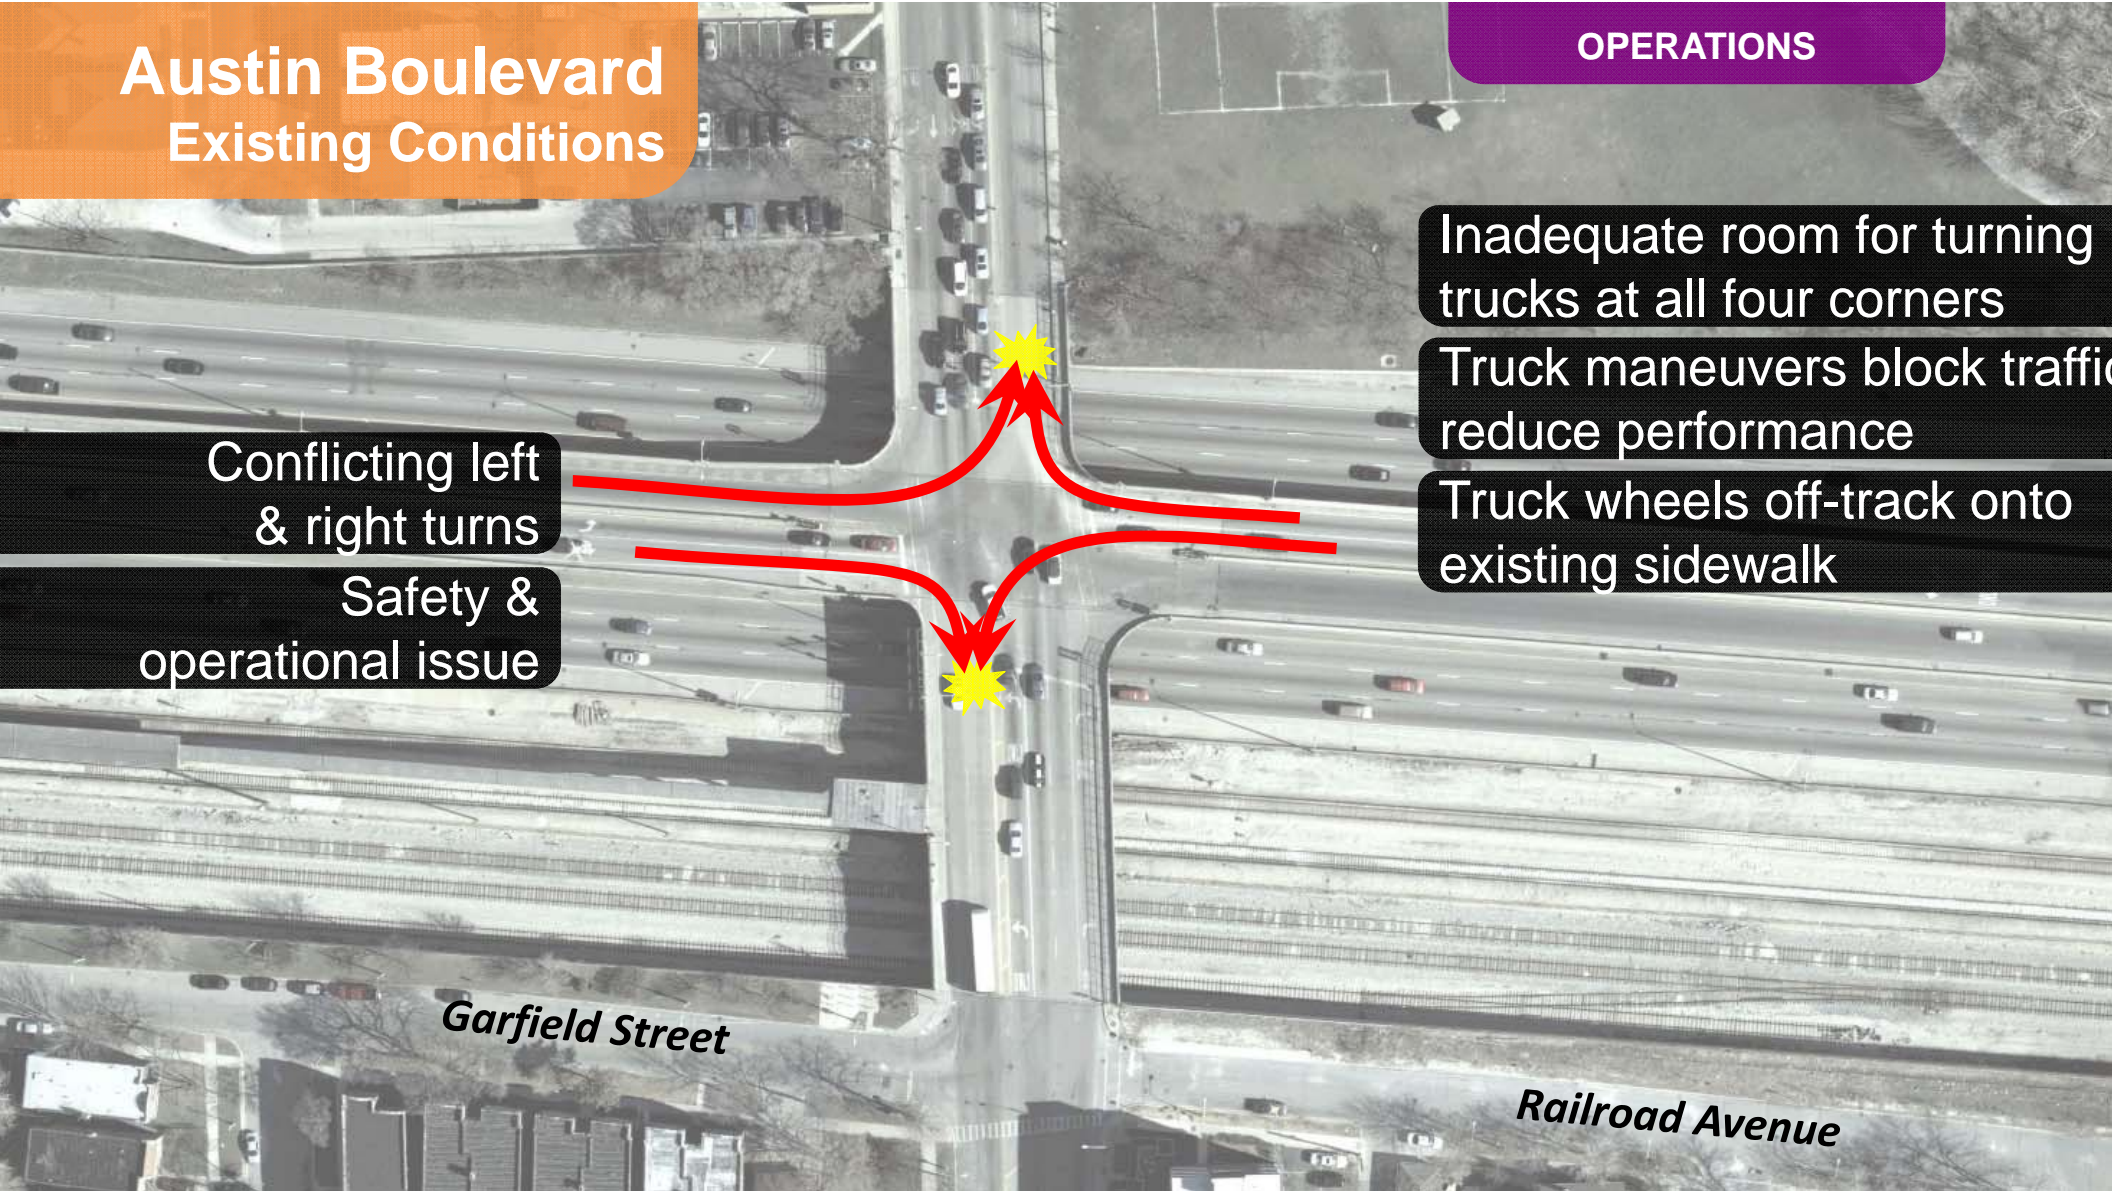 Austin Boulevard
Existing Conditions
OPERATIONS
Inadequate room for turning
trucks at all four corners
Truck maneuvers block traffic
reduce performance
Truck wheels off-track onto
existing sidewalk
Conflicting left
& right turns
Safety &
operational issue
Garfield Street
Railroad Avenue